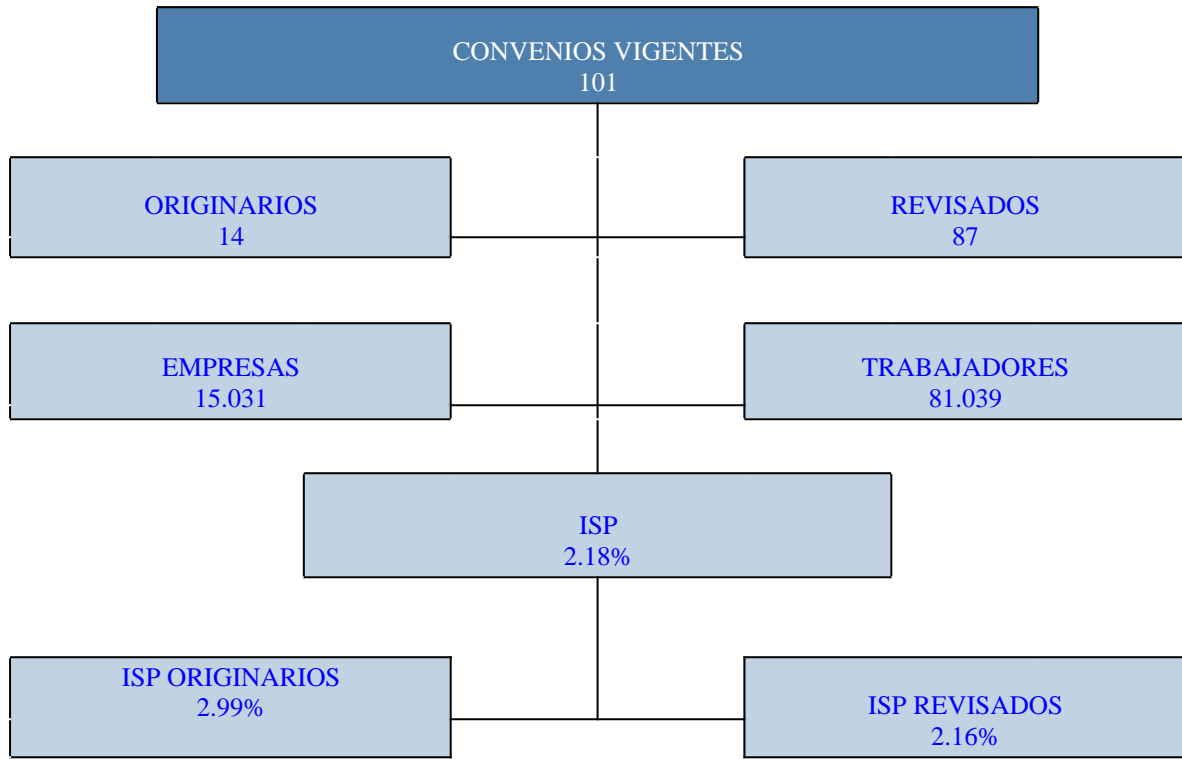 CONVENIOS VIGENTES
101
ORIGINARIOS
14
REVISADOS
87
EMPRESAS
15.031
TRABAJADORES
81.039
ISP
2.18%
ISP ORIGINARIOS
2.99%
ISP REVISADOS
2.16%